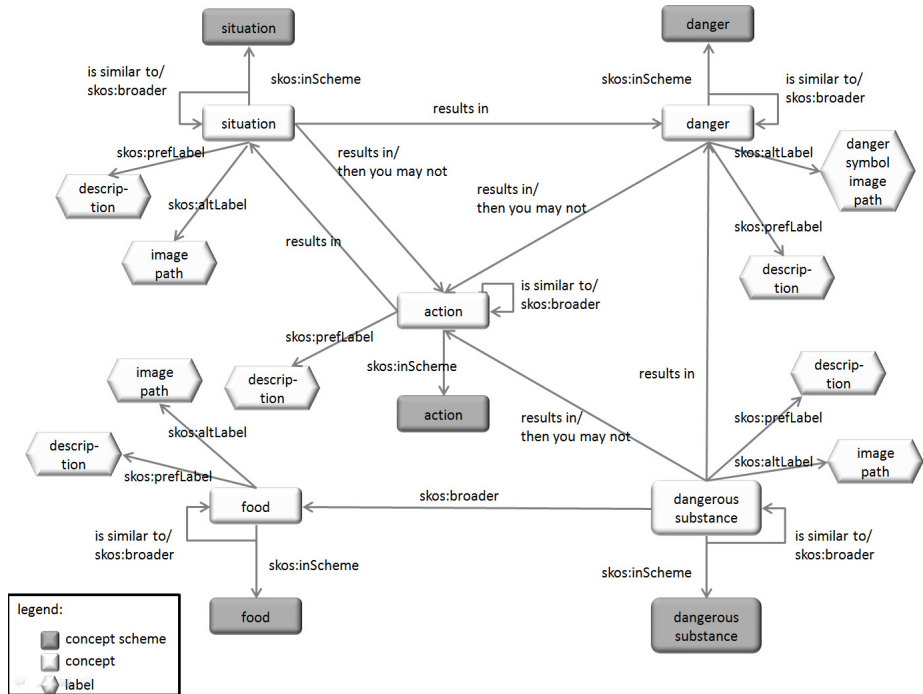 situation
danger
is similar to/
skos:broader
skos:inScheme
skos:inScheme
is similar to/
skos:broader
situation
results in
danger
skos:prefLabel
results in/
then you may not
skos:altLabel
danger
symbol
image
path
descrip-
tion
skos:altLabel
results in/
then you may not
skos:prefLabel
image
path
results in
descrip-
tion
action
is similar to/
skos:broader
skos:prefLabel
image
path
skos:inScheme
results in
descrip-
tion
descrip-
tion
action
skos:altLabel
results in/
then you may not
skos:prefLabel
descrip-
tion
skos:prefLabel
skos:altLabel
image
path
food
skos:broader
dangerous
substance
is similar to/
skos:broader
is similar to/
skos:broader
skos:inScheme
skos:inScheme
food
dangerous
substance
legend:
concept scheme
concept
label